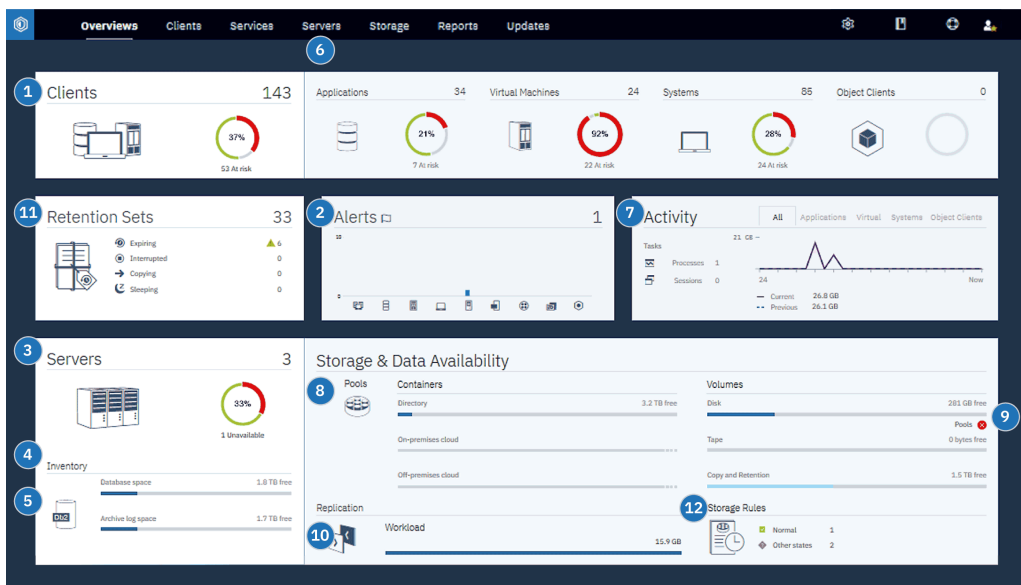 Overviews Clients Services Servers Storage Reports Updates
6
1 Clients 143
37%
53 At risk
Applications 34
21%
7 At risk
Virtual Machines 24
92%
22 At risk
Systems 85
28%
24 At risk
Object Clients 0
11 Retention Sets 33
Expiring 6
Interrupted 0
Copying 0
Sleeping 0
2 Alerts 1
10
0
7 Activity All Applications Virtual Systems Object Clients
Tasks
Processes 1
Sessions 0
21 GB
24 Now
Current 26.8 GB
Previous 26.1 GB
3 Servers 3
33%
1 Unavailable
4
Inventory
5
Database space 1.8 TB free
Db2
Archive log space 1.7 TB free
Storage & Data Availability
8 Pools
Containers
Directory 3.2 TB free
On-premises cloud
Off-premises cloud
Volumes
Disk 281 GB free
Pools 9
Tape 0 bytes free
Copy and Retention 1.5 TB free
Replication
10 Workload
15.9 GB
12 Storage Rules
Normal 1
Other states 2